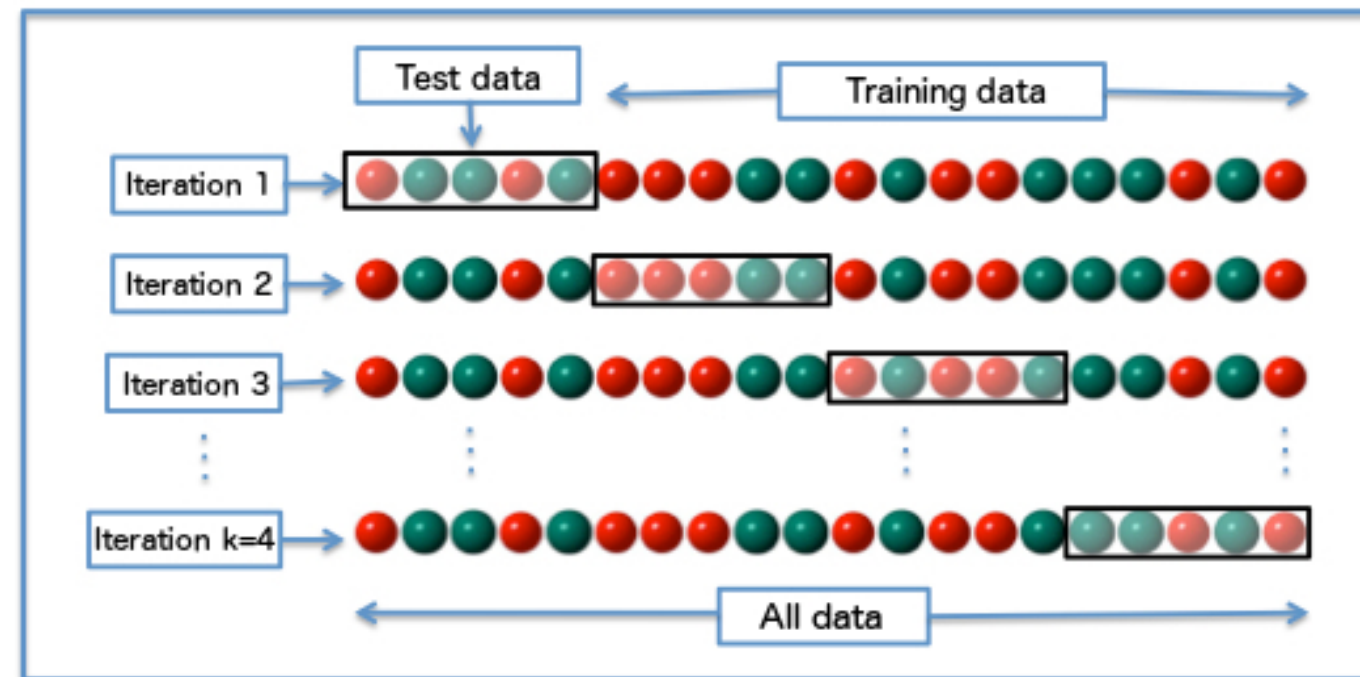 Test data
Training data
Iteration 1
Iteration 2
Iteration 3
Iteration k=4
All data